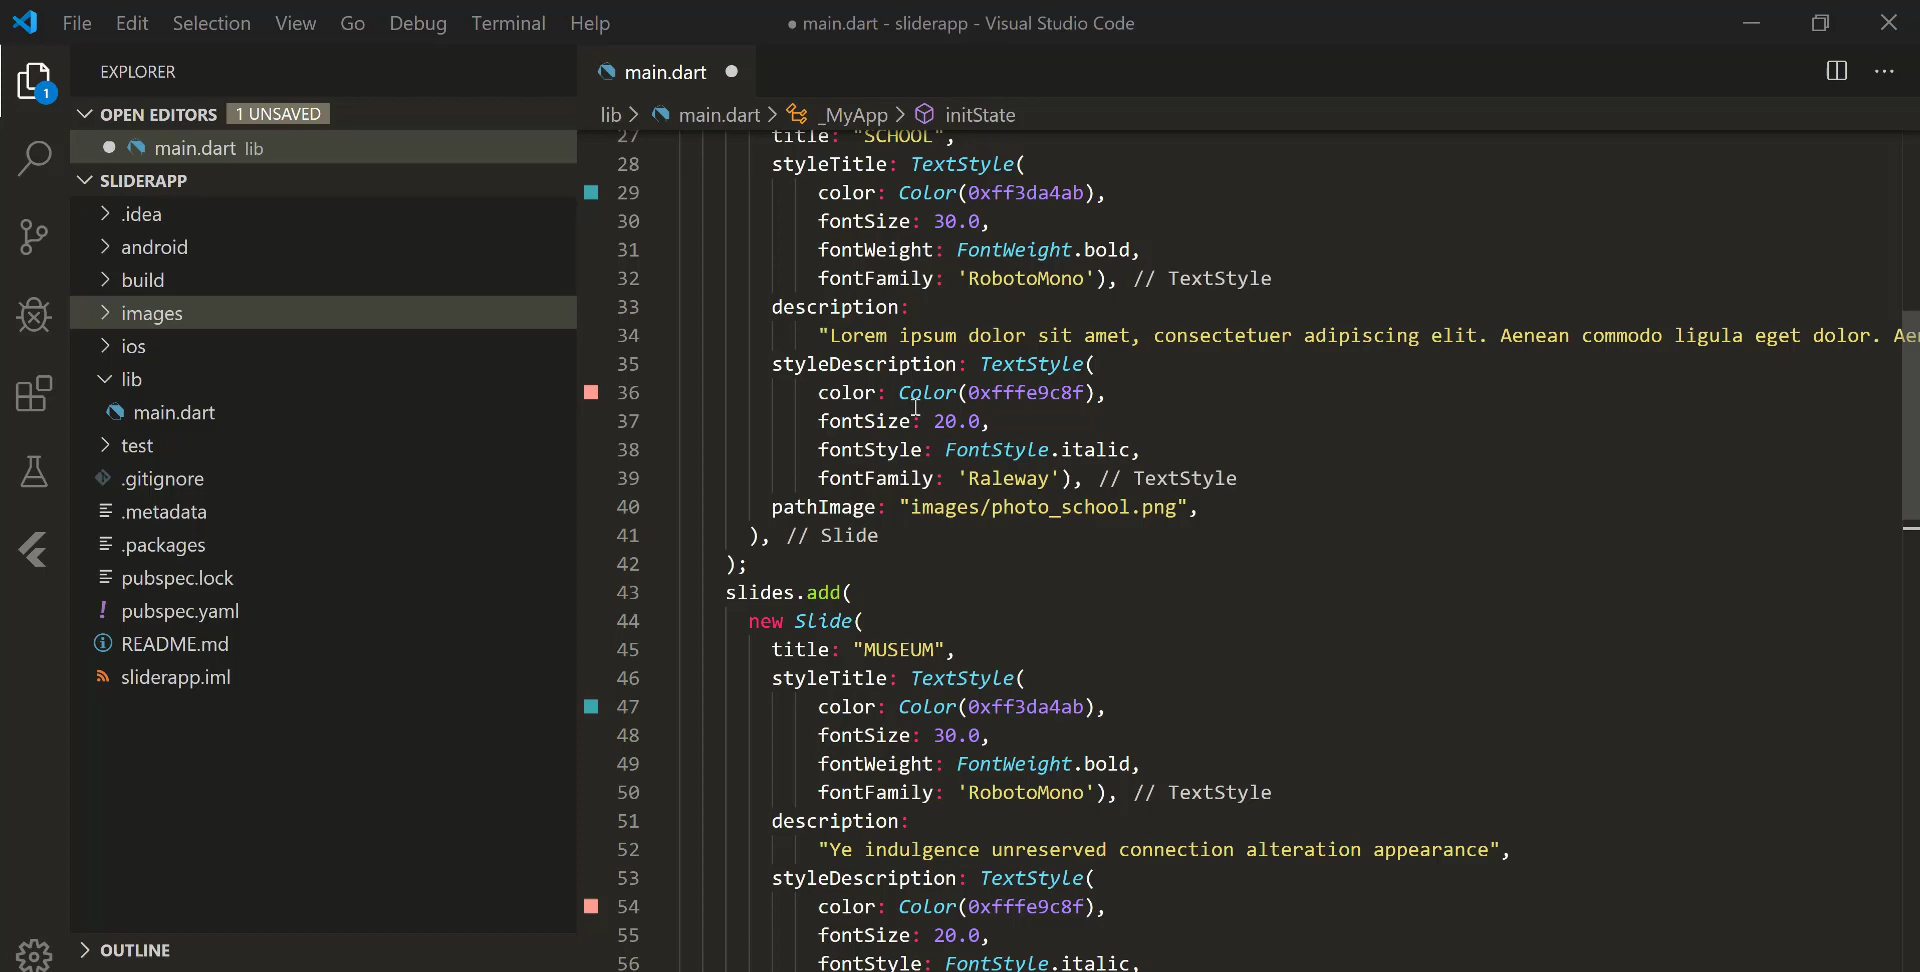 File Edit Selection View Go Debug Terminal Help
● main.dart - sliderapp - Visual Studio Code
EXPLORER
1
OPEN EDITORS 1 UNSAVED
main.dart lib
SLIDERAPP
.idea
android
build
images
ios
lib
main.dart
test
.gitignore
.metadata
.packages
pubspec.lock
! pubspec.yaml
README.md
sliderapp.iml
OUTLINE
main.dart
lib > main.dart > _MyApp > initState
27 title: "SCHOOL",
28 styleTitle: TextStyle(
29 color: Color(0xff3da4ab),
30 fontSize: 30.0,
31 fontWeight: FontWeight.bold,
32 fontFamily: 'RobotoMono'), // TextStyle
33 description:
34 "Lorem ipsum dolor sit amet, consectetuer adipiscing elit. Aenean commodo ligula eget dolor. Ae
35 styleDescription: TextStyle(
36 color: Color(0xfffe9c8f),
37 fontSize: 20.0,
38 fontStyle: FontStyle.italic,
39 fontFamily: 'Raleway'), // TextStyle
40 pathImage: "images/photo_school.png",
41 ), // Slide
42 );
43 slides.add(
44 new Slide(
45 title: "MUSEUM",
46 styleTitle: TextStyle(
47 color: Color(0xff3da4ab),
48 fontSize: 30.0,
49 fontWeight: FontWeight.bold,
50 fontFamily: 'RobotoMono'), // TextStyle
51 description:
52 "Ye indulgence unreserved connection alteration appearance",
53 styleDescription: TextStyle(
54 color: Color(0xfffe9c8f),
55 fontSize: 20.0,
56 fontStyle: FontStyle.italic,